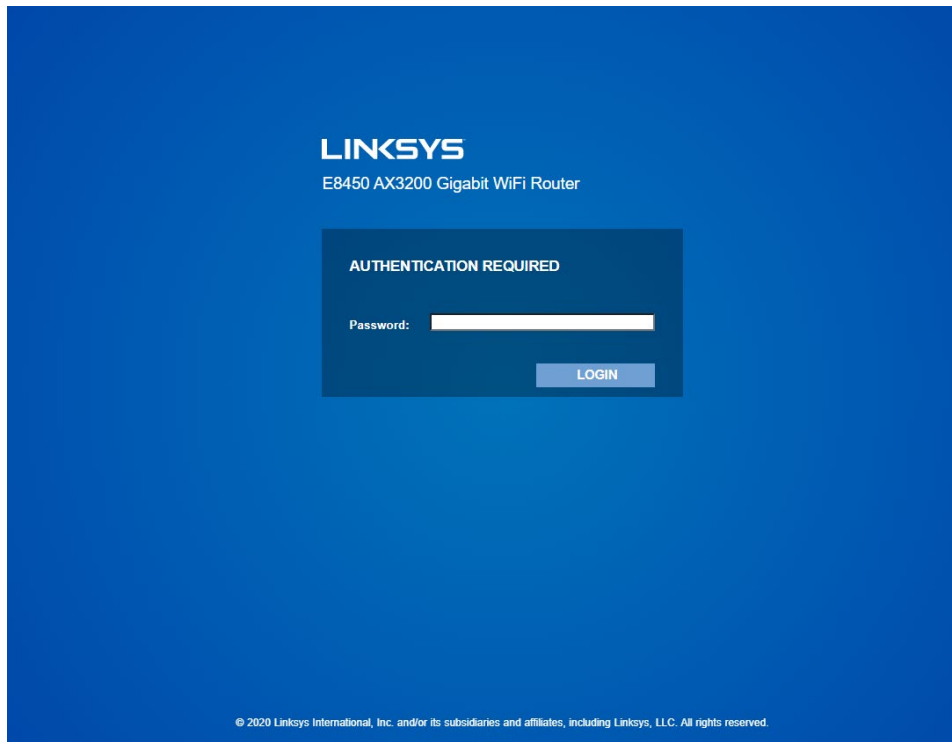 LINKSYS
E8450 AX3200 Gigabit WiFi Router
AUTHENTICATION REQUIRED
Password:
LOGIN
© 2020 Linksys International, Inc. and/or its subsidiaries and affiliates, including Linksys, LLC. All rights reserved.